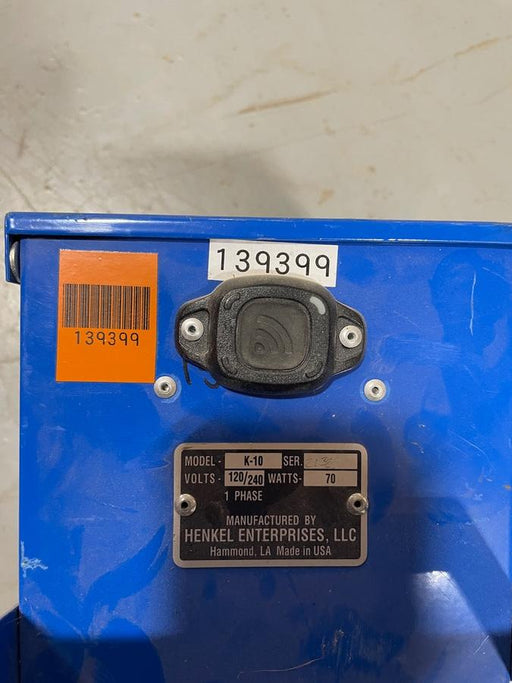 139399
139399
MODEL- K-10 SER.
VOLTS- 120/240 WATTS- 70
1 PHASE
MANUFACTURED BY
HENKEL ENTERPRISES, LLC
Hammond, LA Made in USA